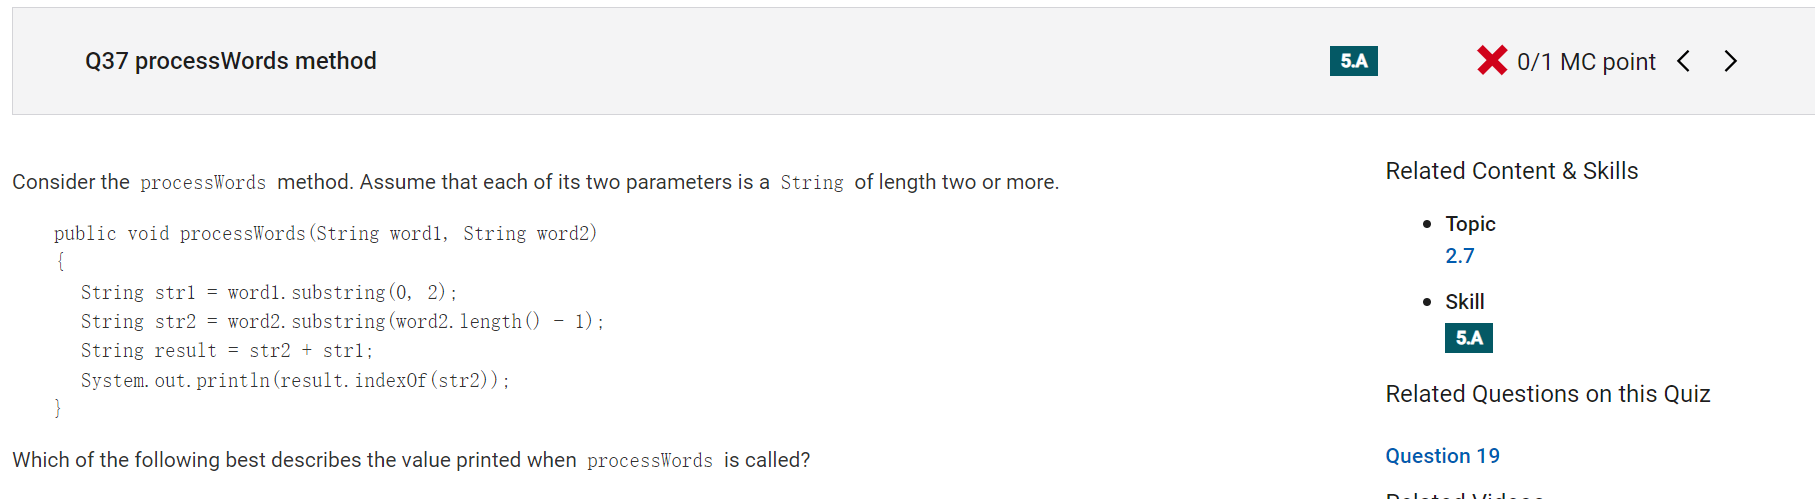 Q37 processWords method
5.A
0/1 MC point
Consider the processWords method. Assume that each of its two parameters is a String of length two or more.
public void processWords(String word1, String word2)
{
String str1 = word1.substring(0, 2);
String str2 = word2.substring(word2.length() - 1);
String result = str2 + str1;
System.out.println(result.indexOf(str2));
}
Which of the following best describes the value printed when processWords is called?
Related Content & Skills
Topic
2.7
Skill
5.A
Related Questions on this Quiz
Question 19
Related Videos